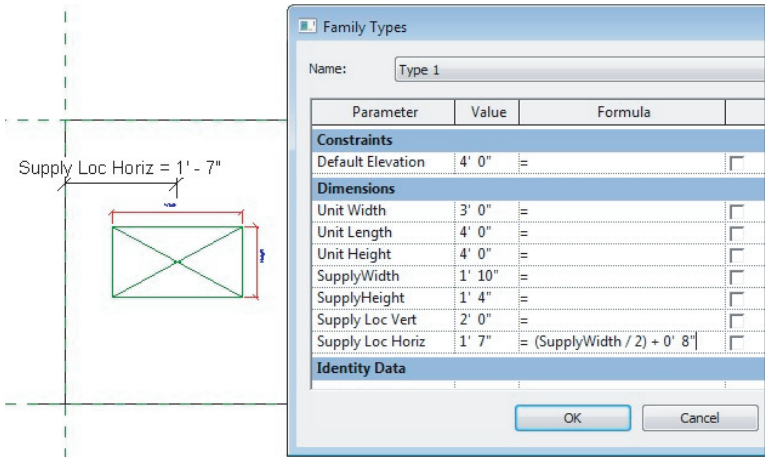 Family Types
Name: Type 1
Parameter Value Formula
Constraints
Default Elevation 4' 0" =
Dimensions
Unit Width 3' 0" =
Unit Length 4' 0" =
Unit Height 4' 0" =
SupplyWidth 1' 10" =
SupplyHeight 1' 4" =
Supply Loc Vert 2' 0" =
Supply Loc Horiz 1' 7" = (SupplyWidth / 2) + 0' 8"
Identity Data
OK Cancel
Supply Loc Horiz = 1' - 7"